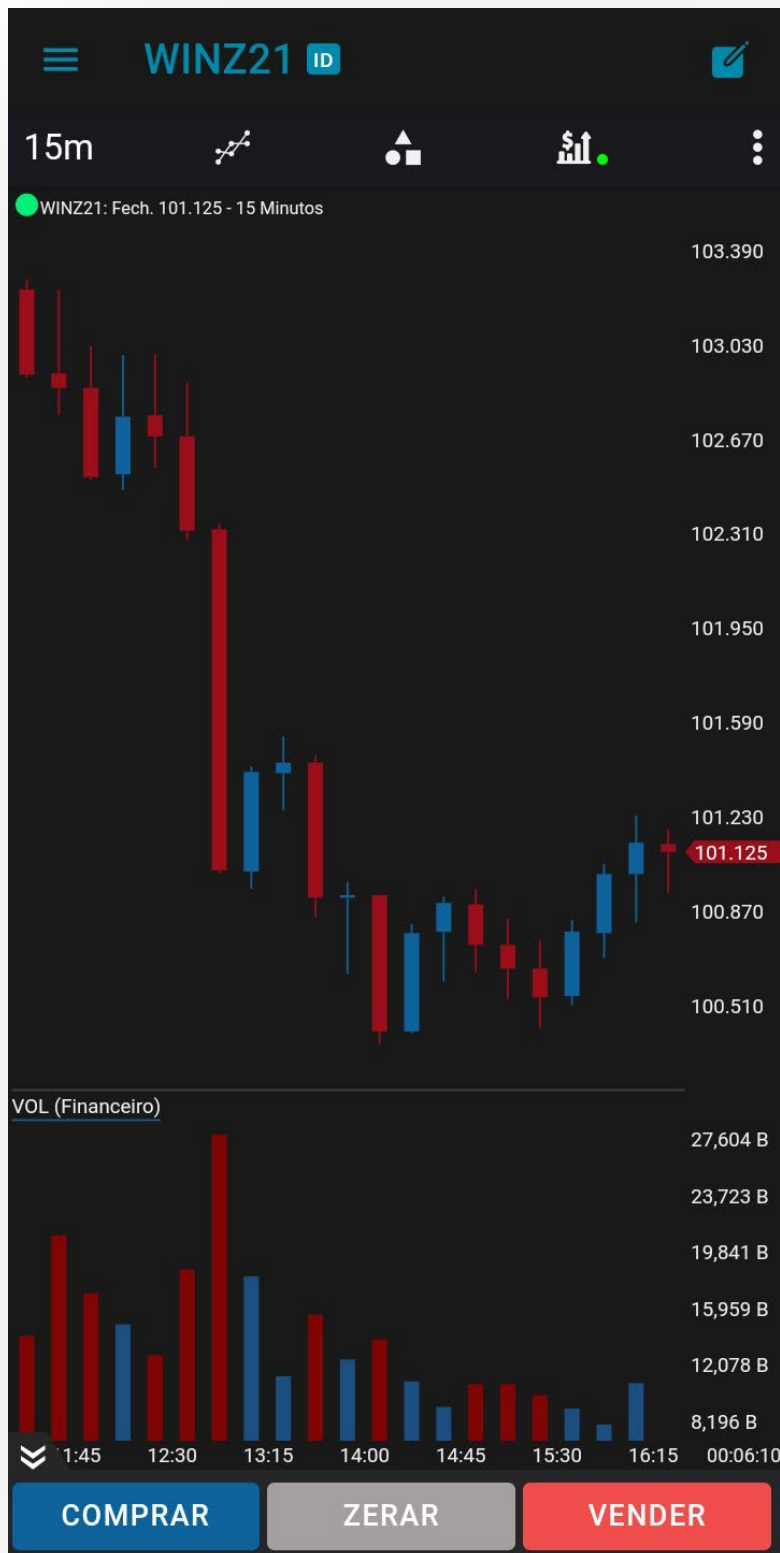 WINZ21 ID
15m
WINZ21: Fech. 101.125 - 15 Minutos
103.390
103.030
102.670
102.310
101.950
101.590
101.230
101.125
100.870
100.510
VOL (Financeiro)
27,604 B
23,723 B
19,841 B
15,959 B
12,078 B
8,196 B
1:45 12:30 13:15 14:00 14:45 15:30 16:15 00:06:10
COMPRAR ZERAR VENDER